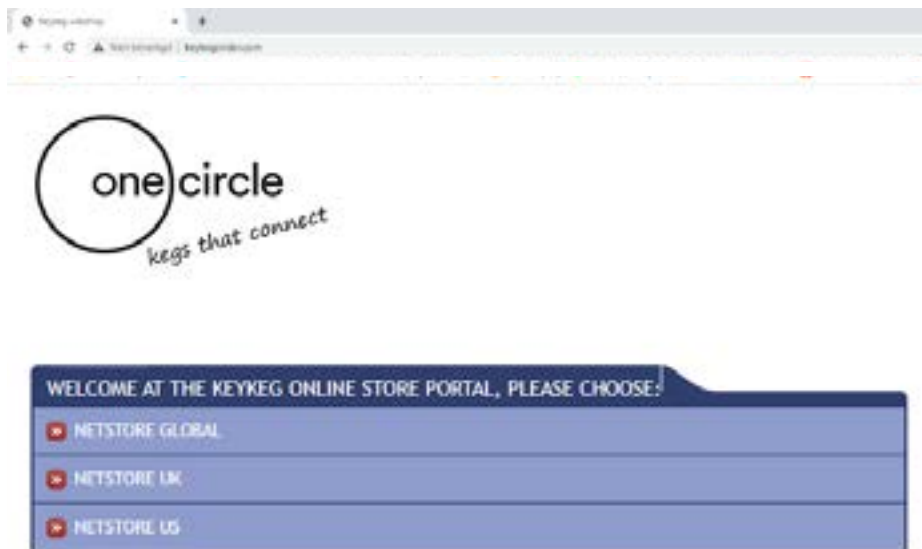 one circle
kegs that connect
WELCOME AT THE KEYKEG ONLINE STORE PORTAL, PLEASE CHOOSE:
NETSTORE GLOBAL
NETSTORE UK
NETSTORE US